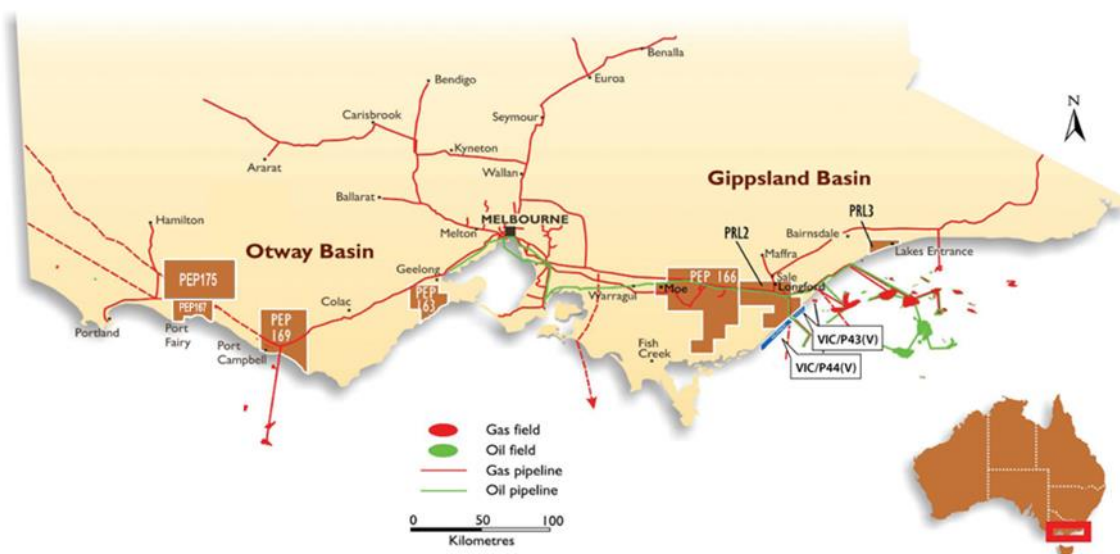 Benalla
Euroa
Bendigo
Seymour
Carisbrook
Kyneton
Ararat
Wallan
N
Gippsland Basin
Ballarat
PRL3
Hamilton
MELBOURNE
Melton
PRL2
Bairnsdale
Otway Basin
Maffra
Lakes Entrance
Geelong
Sale
PEP175
PEP 166
Longford
Moe
Warragul
PEP
163
Colac
PEP167
PEP
169
Portland
Port
Fairy
Port
Campbell
Fish
Creek
VIC/P43(V)
VIC/P44(V)
Gas field
Oil field
Gas pipeline
Oil pipeline
0 50 100
Kilometres